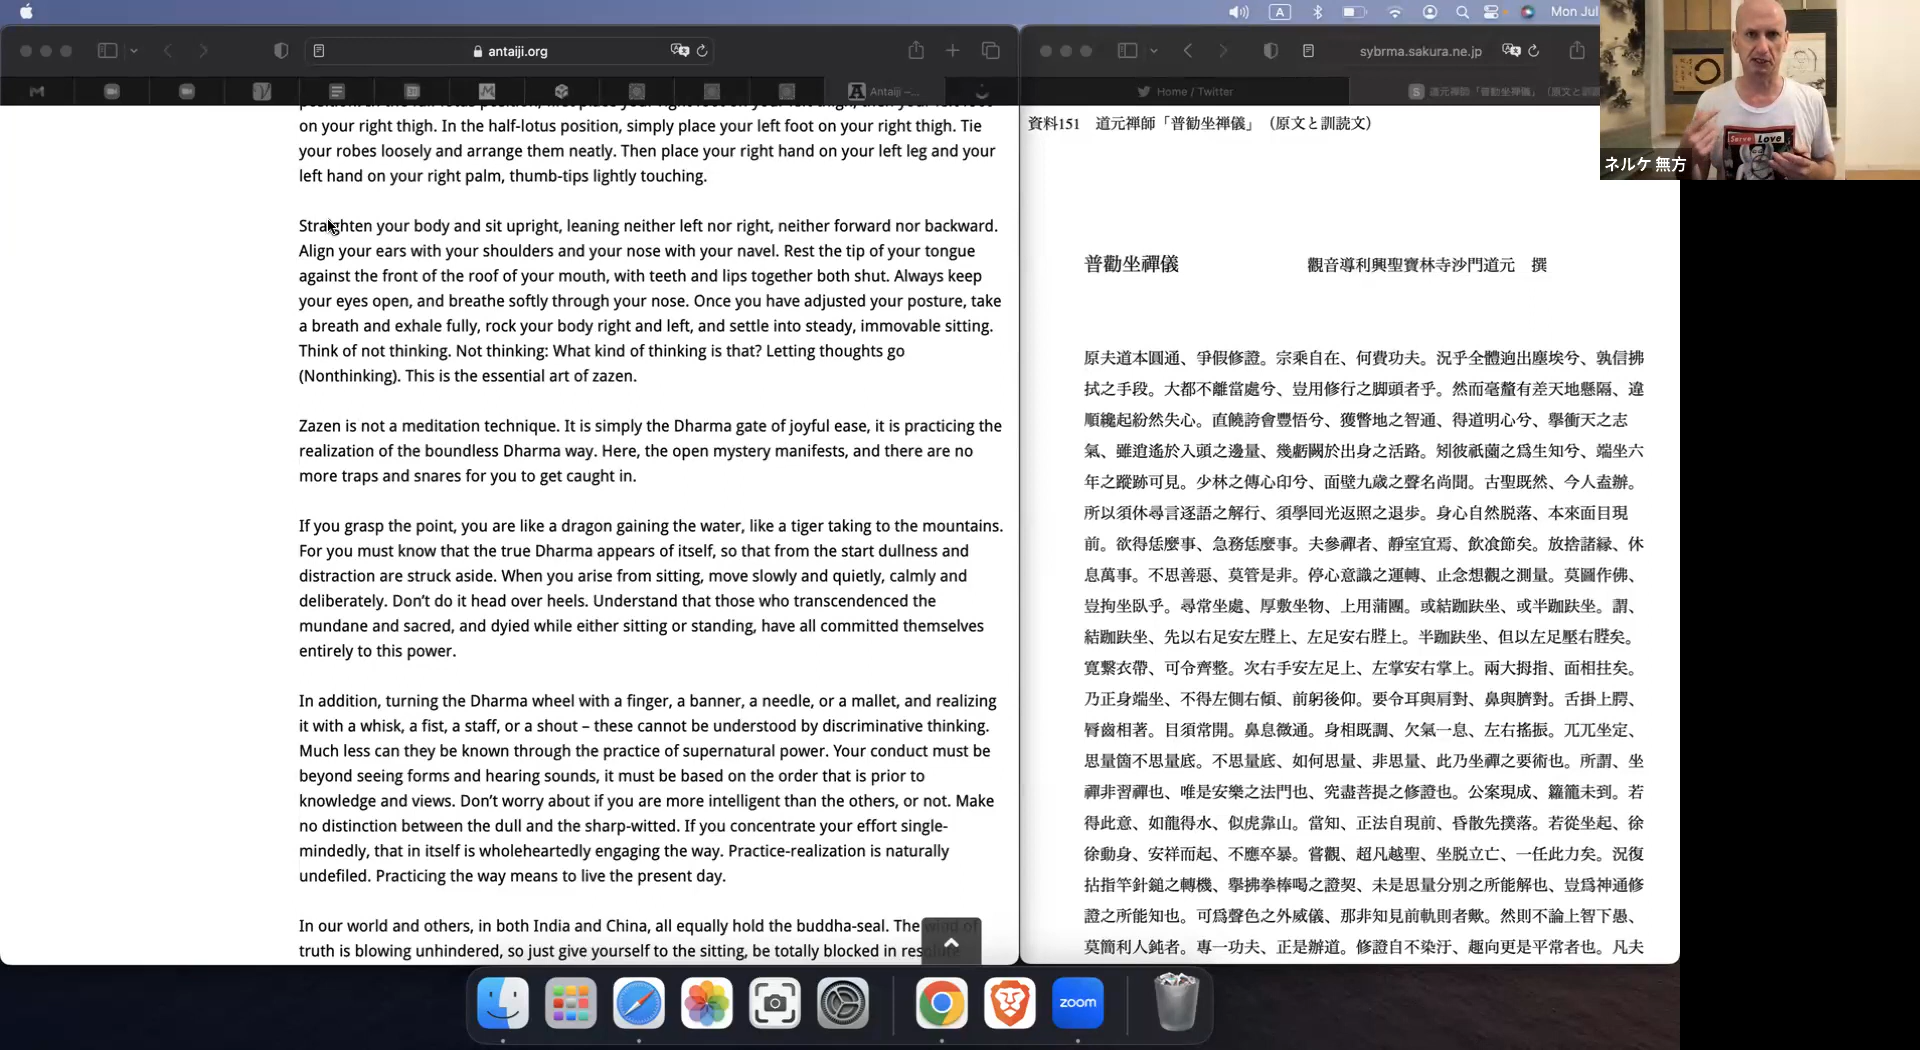 A
Mon Jul
antaiji.org
sybrma.sakura.ne.jp
Antaiji –...
Home / Twitter
S
道元禅師「普勧坐禅儀」（原文と訓読
on your right thigh. In the half-lotus position, simply place your left foot on your right thigh. Tie
your robes loosely and arrange them neatly. Then place your right hand on your left leg and your
left hand on your right palm, thumb-tips lightly touching.
Straighten your body and sit upright, leaning neither left nor right, neither forward nor backward.
Align your ears with your shoulders and your nose with your navel. Rest the tip of your tongue
against the front of the roof of your mouth, with teeth and lips together both shut. Always keep
your eyes open, and breathe softly through your nose. Once you have adjusted your posture, take
a breath and exhale fully, rock your body right and left, and settle into steady, immovable sitting.
Think of not thinking. Not thinking: What kind of thinking is that? Letting thoughts go
(Nonthinking). This is the essential art of zazen.
Zazen is not a meditation technique. It is simply the Dharma gate of joyful ease, it is practicing the
realization of the boundless Dharma way. Here, the open mystery manifests, and there are no
more traps and snares for you to get caught in.
If you grasp the point, you are like a dragon gaining the water, like a tiger taking to the mountains.
For you must know that the true Dharma appears of itself, so that from the start dullness and
distraction are struck aside. When you arise from sitting, move slowly and quietly, calmly and
deliberately. Don’t do it head over heels. Understand that those who transcendenced the
mundane and sacred, and dyied while either sitting or standing, have all committed themselves
entirely to this power.
In addition, turning the Dharma wheel with a finger, a banner, a needle, or a mallet, and realizing
it with a whisk, a fist, a staff, or a shout – these cannot be understood by discriminative thinking.
Much less can they be known through the practice of supernatural power. Your conduct must be
beyond seeing forms and hearing sounds, it must be based on the order that is prior to
knowledge and views. Don’t worry about if you are more intelligent than the others, or not. Make
no distinction between the dull and the sharp-witted. If you concentrate your effort single-
mindedly, that in itself is wholeheartedly engaging the way. Practice-realization is naturally
undefiled. Practicing the way means to live the present day.
In our world and others, in both India and China, all equally hold the buddha-seal. The wind of
truth is blowing unhindered, so just give yourself to the sitting, be totally blocked in resolute
資料151　道元禅師「普勧坐禅儀」（原文と訓読文）
普勸坐禪儀　觀音導利興聖寶林寺沙門道元　撰
原夫道本圓通、爭假修證。宗乘自在、何費功夫。況乎全體逈出塵埃兮、孰信拂
拭之手段。大都不離當處兮、豈用修行之脚頭者乎。然而毫釐有差天地懸隔、違
順纔起紛然失心。直饒誇會豐悟兮、獲瞥地之智通、得道明心兮、擧衝天之志
氣、雖逍遙於入頭之邊量、幾虧闕於出身之活路。矧彼祇薗之爲生知兮、端坐六
年之蹤跡可見。少林之傳心印兮、面壁九歳之聲名尚聞。古聖既然、今人盍辦。
所以須休尋言逐語之解行、須學囘光返照之退歩。身心自然脱落、本來面目現
前。欲得恁麼事、急務恁麼事。夫參禪者、靜室宜焉、飮飡節矣。放捨諸縁、休
息萬事。不思善惡、莫管是非。停心意識之運轉、止念想觀之測量。莫圖作佛、
豈拘坐臥乎。尋常坐處、厚敷坐物、上用蒲團。或結跏趺坐、或半跏趺坐。謂、
結跏趺坐、先以右足安左䏶上、左足安右䏶上。半跏趺坐、但以左足壓右䏶矣。
寛繋衣帶、可令齊整。次右手安左足上、左掌安右掌上。兩大拇指、面相拄矣。
乃正身端坐、不得左側右傾、前躬後仰。要令耳與肩對、鼻與臍對。舌掛上腭、
脣齒相著。目須常開。鼻息微通。身相既調、欠氣一息、左右搖振。兀兀坐定、
思量箇不思量底。不思量底、如何思量、非思量、此乃坐禪之要術也。所謂、坐
禪非習禪也、唯是安樂之法門也、究盡菩提之修證也。公案現成、籮籠未到。若
得此意、如龍得水、似虎靠山。當知、正法自現前、昏散先撲落。若從坐起、徐
徐動身、安祥而起、不應卒暴。嘗觀、超凡越聖、坐脱立亡、一任此力矣。況復
拈指竿針鎚之轉機、擧拂拳棒喝之證契、未是思量分別之所能解也、豈爲神通修
證之所能知也。可爲聲色之外威儀、那非知見前軌則者歟。然則不論上智下愚、
莫簡利人鈍者。專一功夫、正是辦道。修證自不染汙、趣向更是平常者也。凡夫
Serve Love
ネルケ 無方
zoom